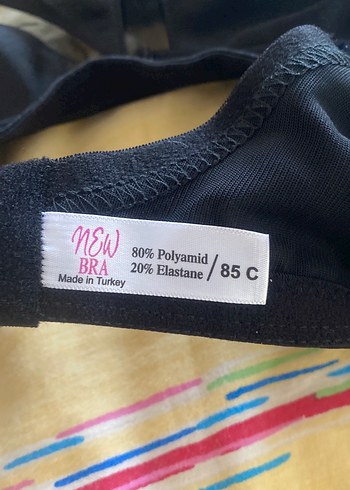 NEW
BRA
Made in Turkey
80% Polyamid
20% Elastane / 85 C